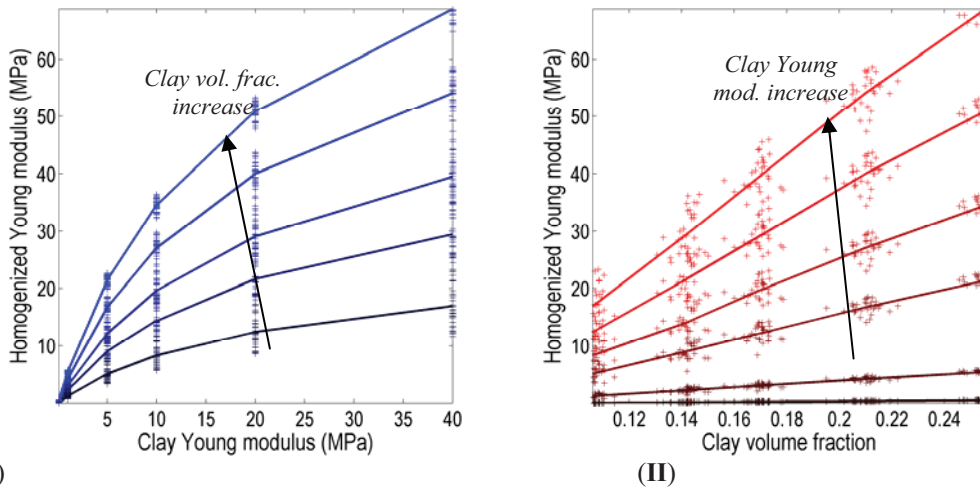 Homogenized Young modulus (MPa)
60
50
40
30
20
10
Clay vol. frac.
increase
5 10 15 20 25 30 35 40
Clay Young modulus (MPa)
)
Homogenized Young modulus (MPa)
60
50
40
30
20
10
Clay Young
mod. increase
0.12 0.14 0.16 0.18 0.2 0.22 0.24
Clay volume fraction
(II)